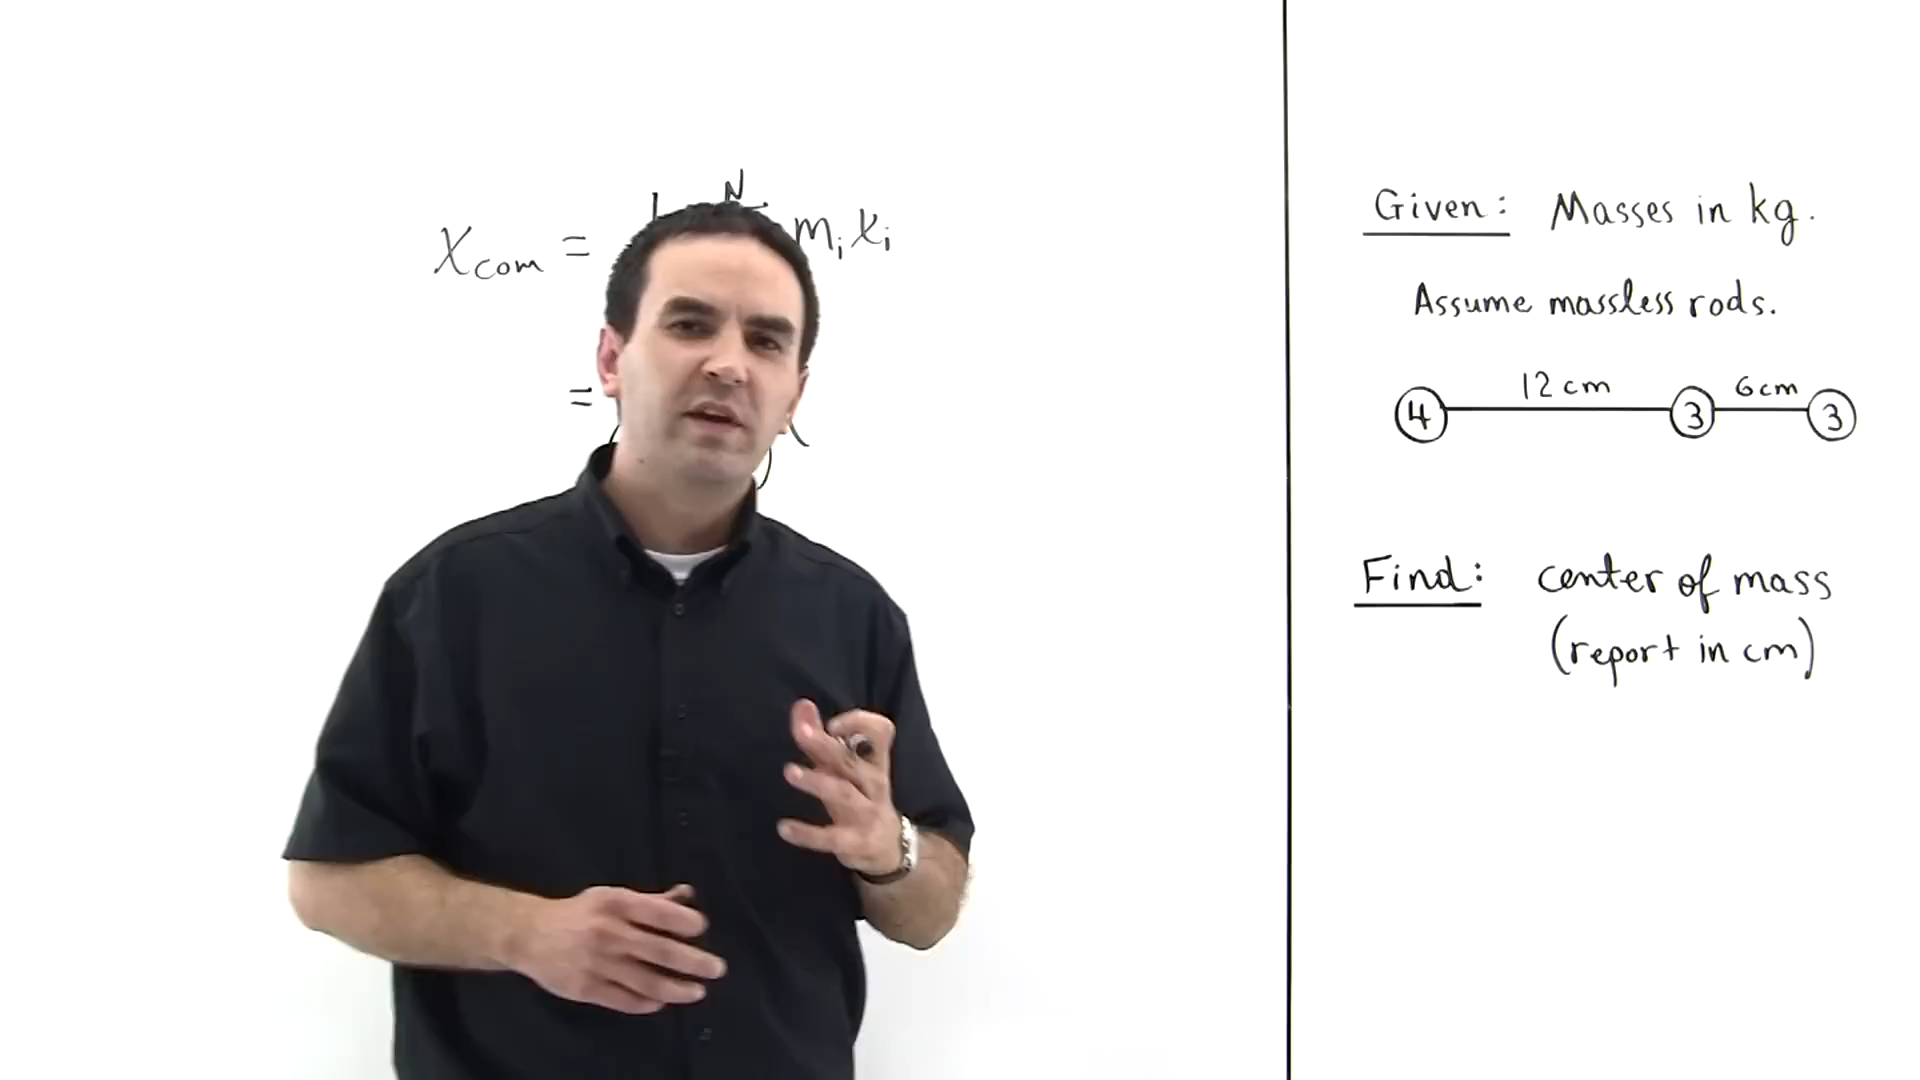 N
Xcom = mᵢxᵢ
=
Given: Masses in kg.
Assume massless rods.
12 cm 6cm
4 3 3
Find: center of mass
(report in cm)